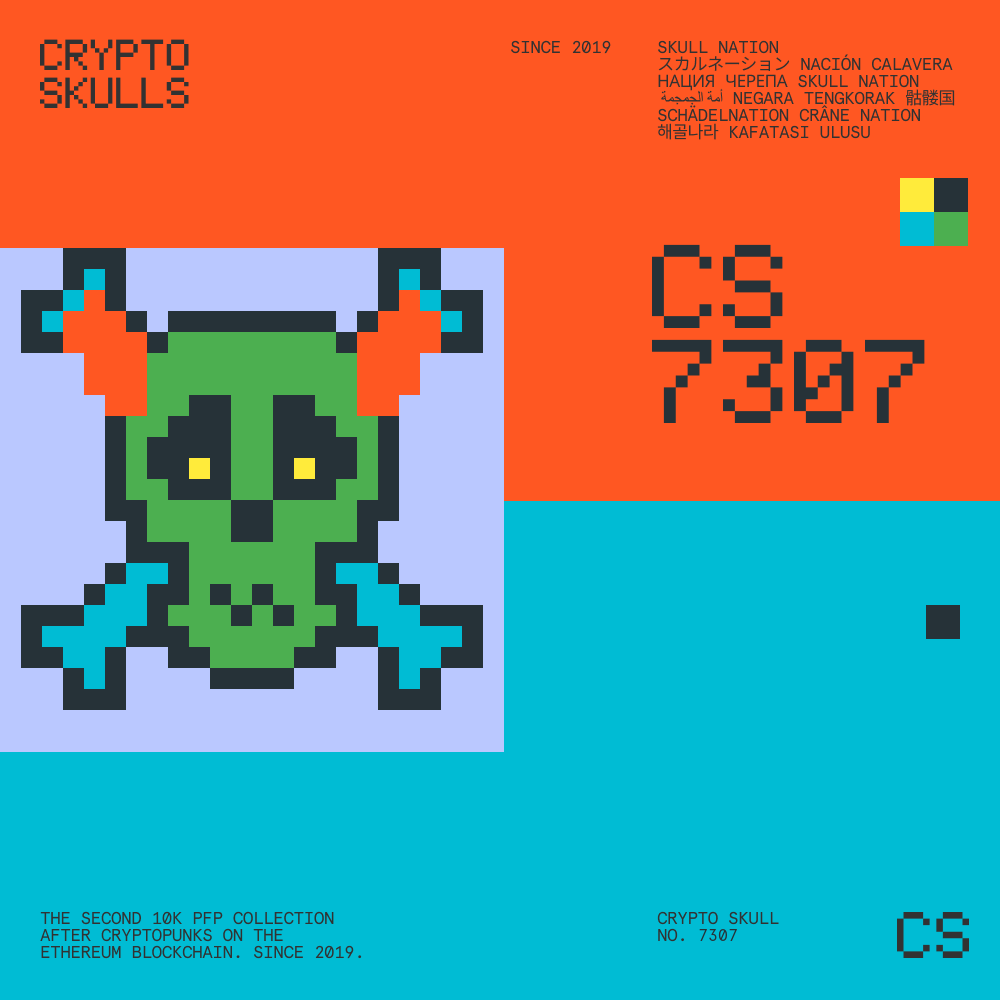 CRYPTO
SKULLS
SINCE 2019
SKULL NATION
スカルネーション NACIÓN CALAVERA
НАЦИЯ ЧЕРЕПА SKULL NATION
أمة الجمجمة NEGARA TENGKORAK 骷髅国
SCHÄDELNATION CRÂNE NATION
해골나라 KAFATASI ULUSU
CS
7307
THE SECOND 10K PFP COLLECTION
AFTER CRYPTOPUNKS ON THE
ETHEREUM BLOCKCHAIN. SINCE 2019.
CRYPTO SKULL
NO. 7307
CS